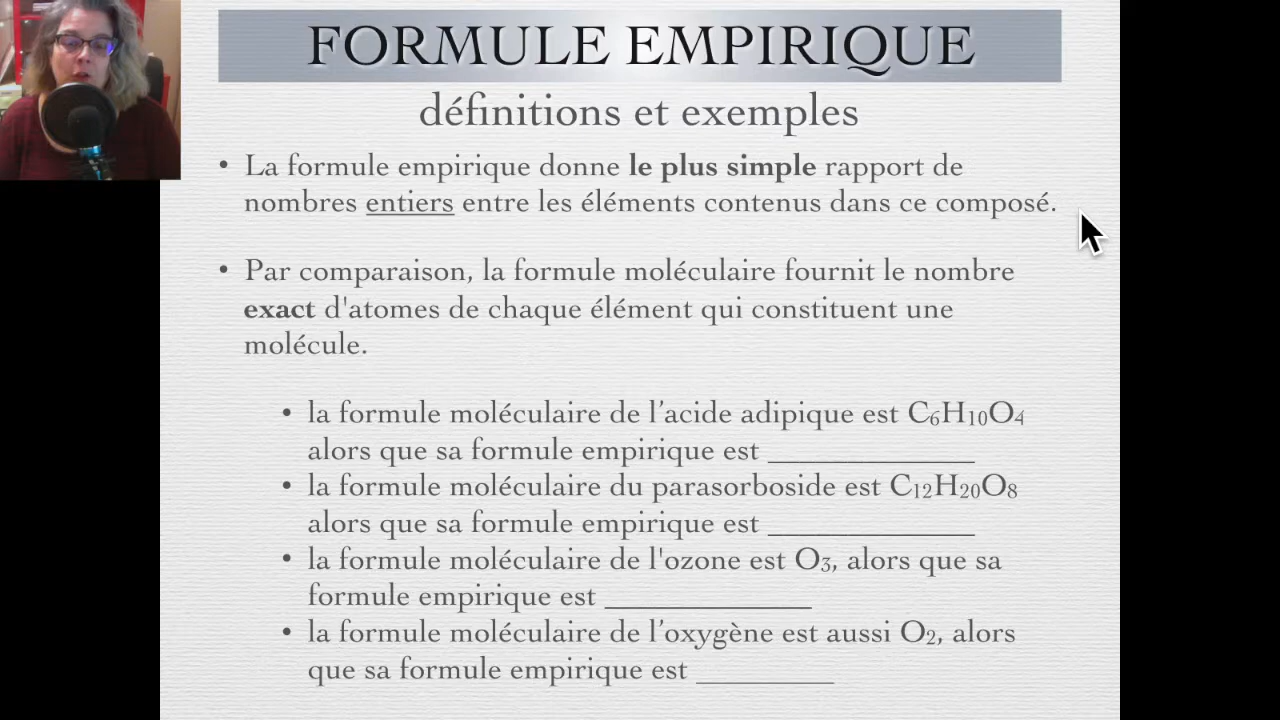 FORMULE EMPIRIQUE
définitions et exemples
• La formule empirique donne le plus simple rapport de
nombres entiers entre les éléments contenus dans ce composé.
• Par comparaison, la formule moléculaire fournit le nombre
exact d'atomes de chaque élément qui constituent une
molécule.
• la formule moléculaire de l’acide adipique est C₆H₁₀O₄
alors que sa formule empirique est _____________
• la formule moléculaire du parasorboside est C₁₂H₂₀O₈
alors que sa formule empirique est _____________
• la formule moléculaire de l'ozone est O₃, alors que sa
formule empirique est _____________
• la formule moléculaire de l’oxygène est aussi O₂, alors
que sa formule empirique est _________